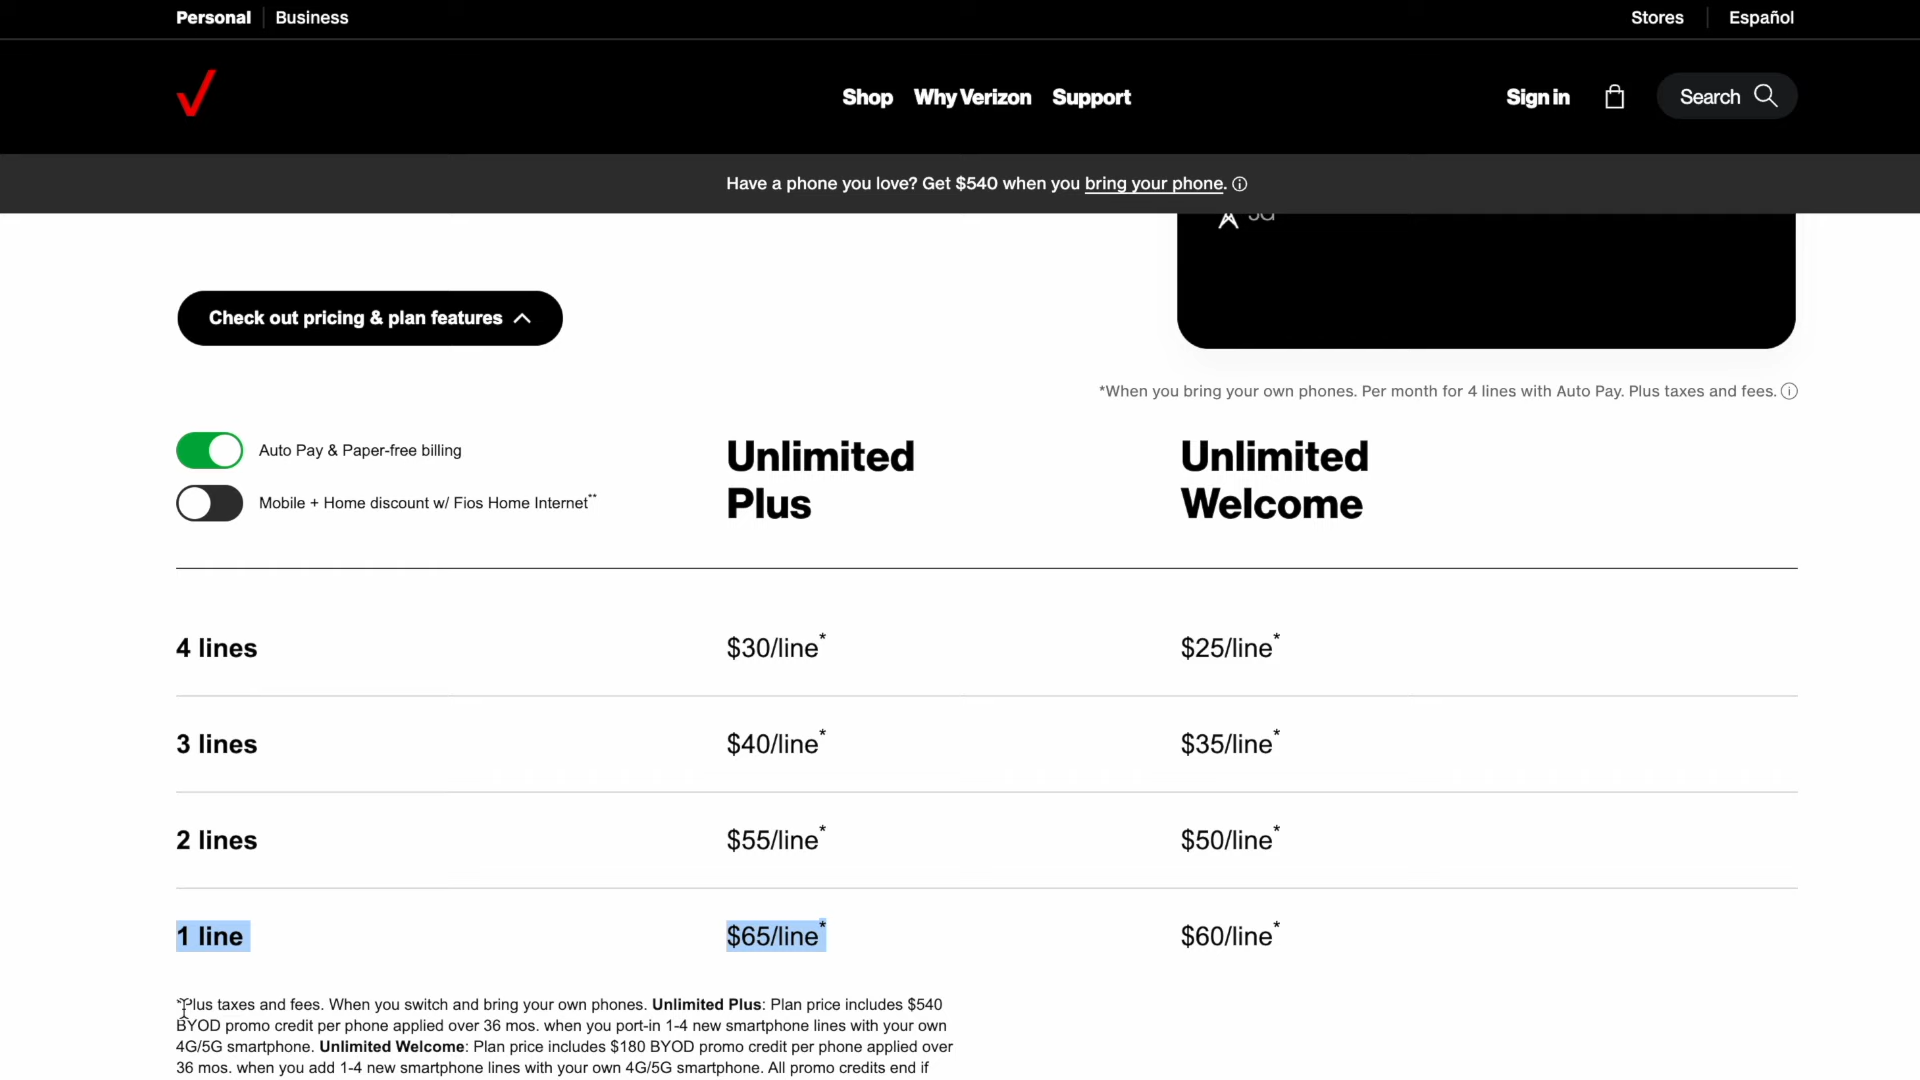 Personal Business Stores Español
Shop Why Verizon Support Sign in Search
Have a phone you love? Get $540 when you bring your phone.
Check out pricing & plan features
*When you bring your own phones. Per month for 4 lines with Auto Pay. Plus taxes and fees.
Auto Pay & Paper-free billing
Mobile + Home discount w/ Fios Home Internet**
Unlimited
Plus
Unlimited
Welcome
4 lines $30/line* $25/line*
3 lines $40/line* $35/line*
2 lines $55/line* $50/line*
1 line $65/line* $60/line*
*Plus taxes and fees. When you switch and bring your own phones. Unlimited Plus: Plan price includes $540
BYOD promo credit per phone applied over 36 mos. when you port-in 1-4 new smartphone lines with your own
4G/5G smartphone. Unlimited Welcome: Plan price includes $180 BYOD promo credit per phone applied over
36 mos. when you add 1-4 new smartphone lines with your own 4G/5G smartphone. All promo credits end if